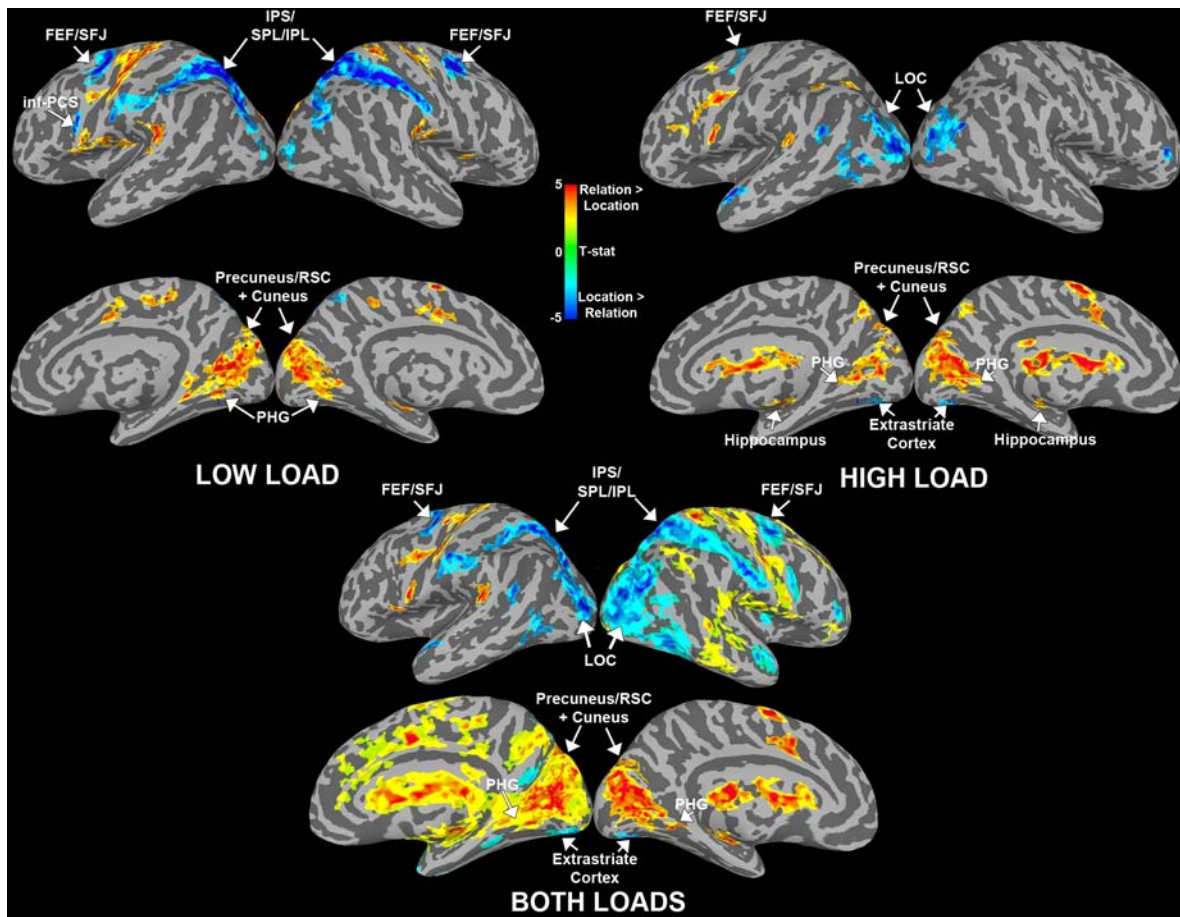 IPS/
SPL/IPL
FEF/SFJ
FEF/SFJ
inf-PCS
Precuneus/RSC
+ Cuneus
PHG
LOW LOAD
5
Relation >
Location
0
T-stat
Location >
-5
Relation
FEF/SFJ
LOC
Precuneus/RSC
+ Cuneus
PHG
PHG
Hippocampus
Extrastriate
Cortex
Hippocampus
HIGH LOAD
IPS/
SPL/IPL
FEF/SFJ
FEF/SFJ
LOC
Precuneus/RSC
+ Cuneus
PHG
PHG
Extrastriate
Cortex
BOTH LOADS